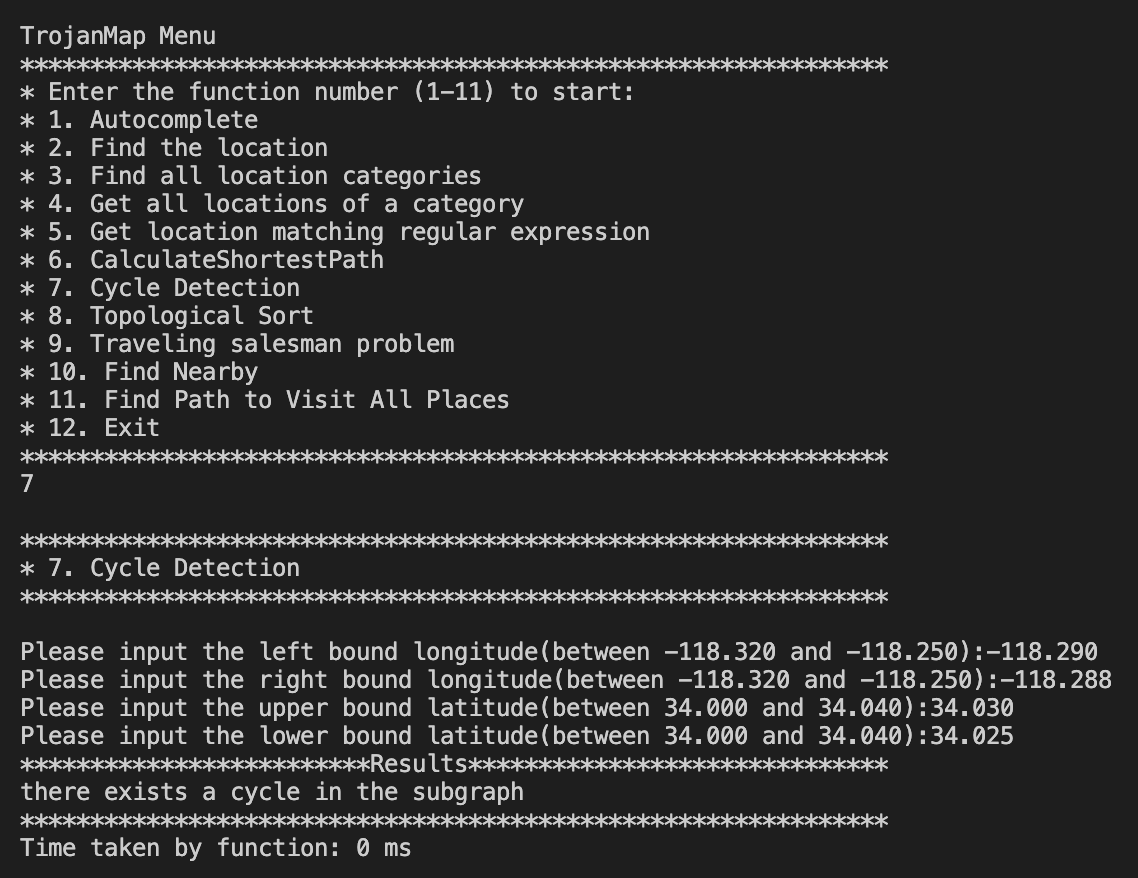 TrojanMap Menu
**************************************************************
* Enter the function number (1-11) to start:
* 1. Autocomplete
* 2. Find the location
* 3. Find all location categories
* 4. Get all locations of a category
* 5. Get location matching regular expression
* 6. CalculateShortestPath
* 7. Cycle Detection
* 8. Topological Sort
* 9. Traveling salesman problem
* 10. Find Nearby
* 11. Find Path to Visit All Places
* 12. Exit
**************************************************************
7
**************************************************************
* 7. Cycle Detection
**************************************************************
Please input the left bound longitude(between -118.320 and -118.250):-118.290
Please input the right bound longitude(between -118.320 and -118.250):-118.288
Please input the upper bound latitude(between 34.000 and 34.040):34.030
Please input the lower bound latitude(between 34.000 and 34.040):34.025
*************************Results******************************
there exists a cycle in the subgraph
**************************************************************
Time taken by function: 0 ms